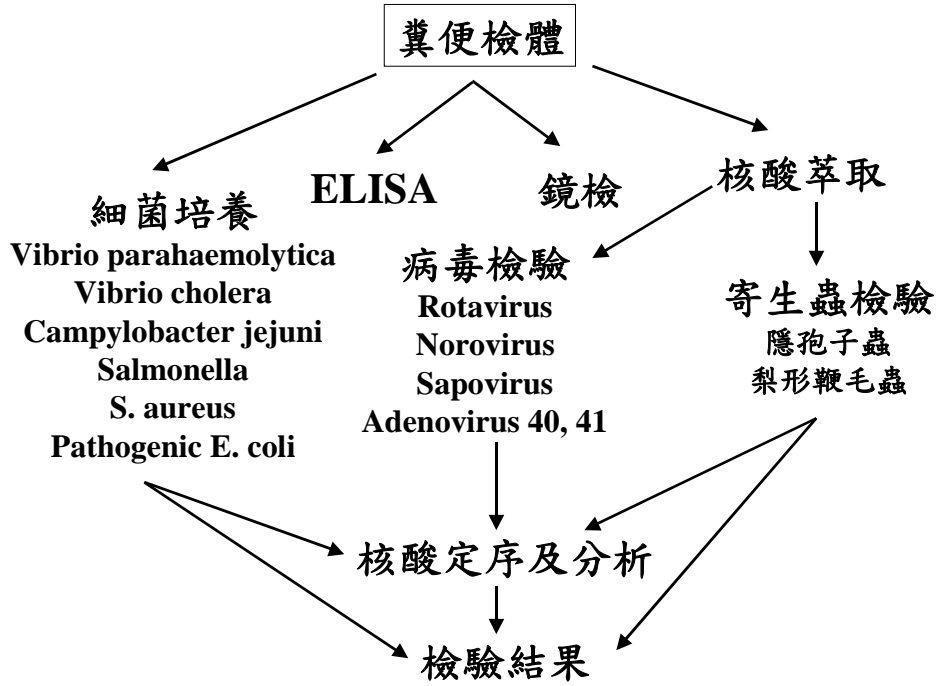 糞便檢體
細菌培養
Vibrio parahaemolytica
Vibrio cholera
Campylobacter jejuni
Salmonella
S. aureus
Pathogenic E. coli
ELISA
鏡檢
核酸萃取
病毒檢驗
Rotavirus
Norovirus
Sapovirus
Adenovirus 40, 41
寄生蟲檢驗
隱孢子蟲
梨形鞭毛蟲
核酸定序及分析
檢驗結果